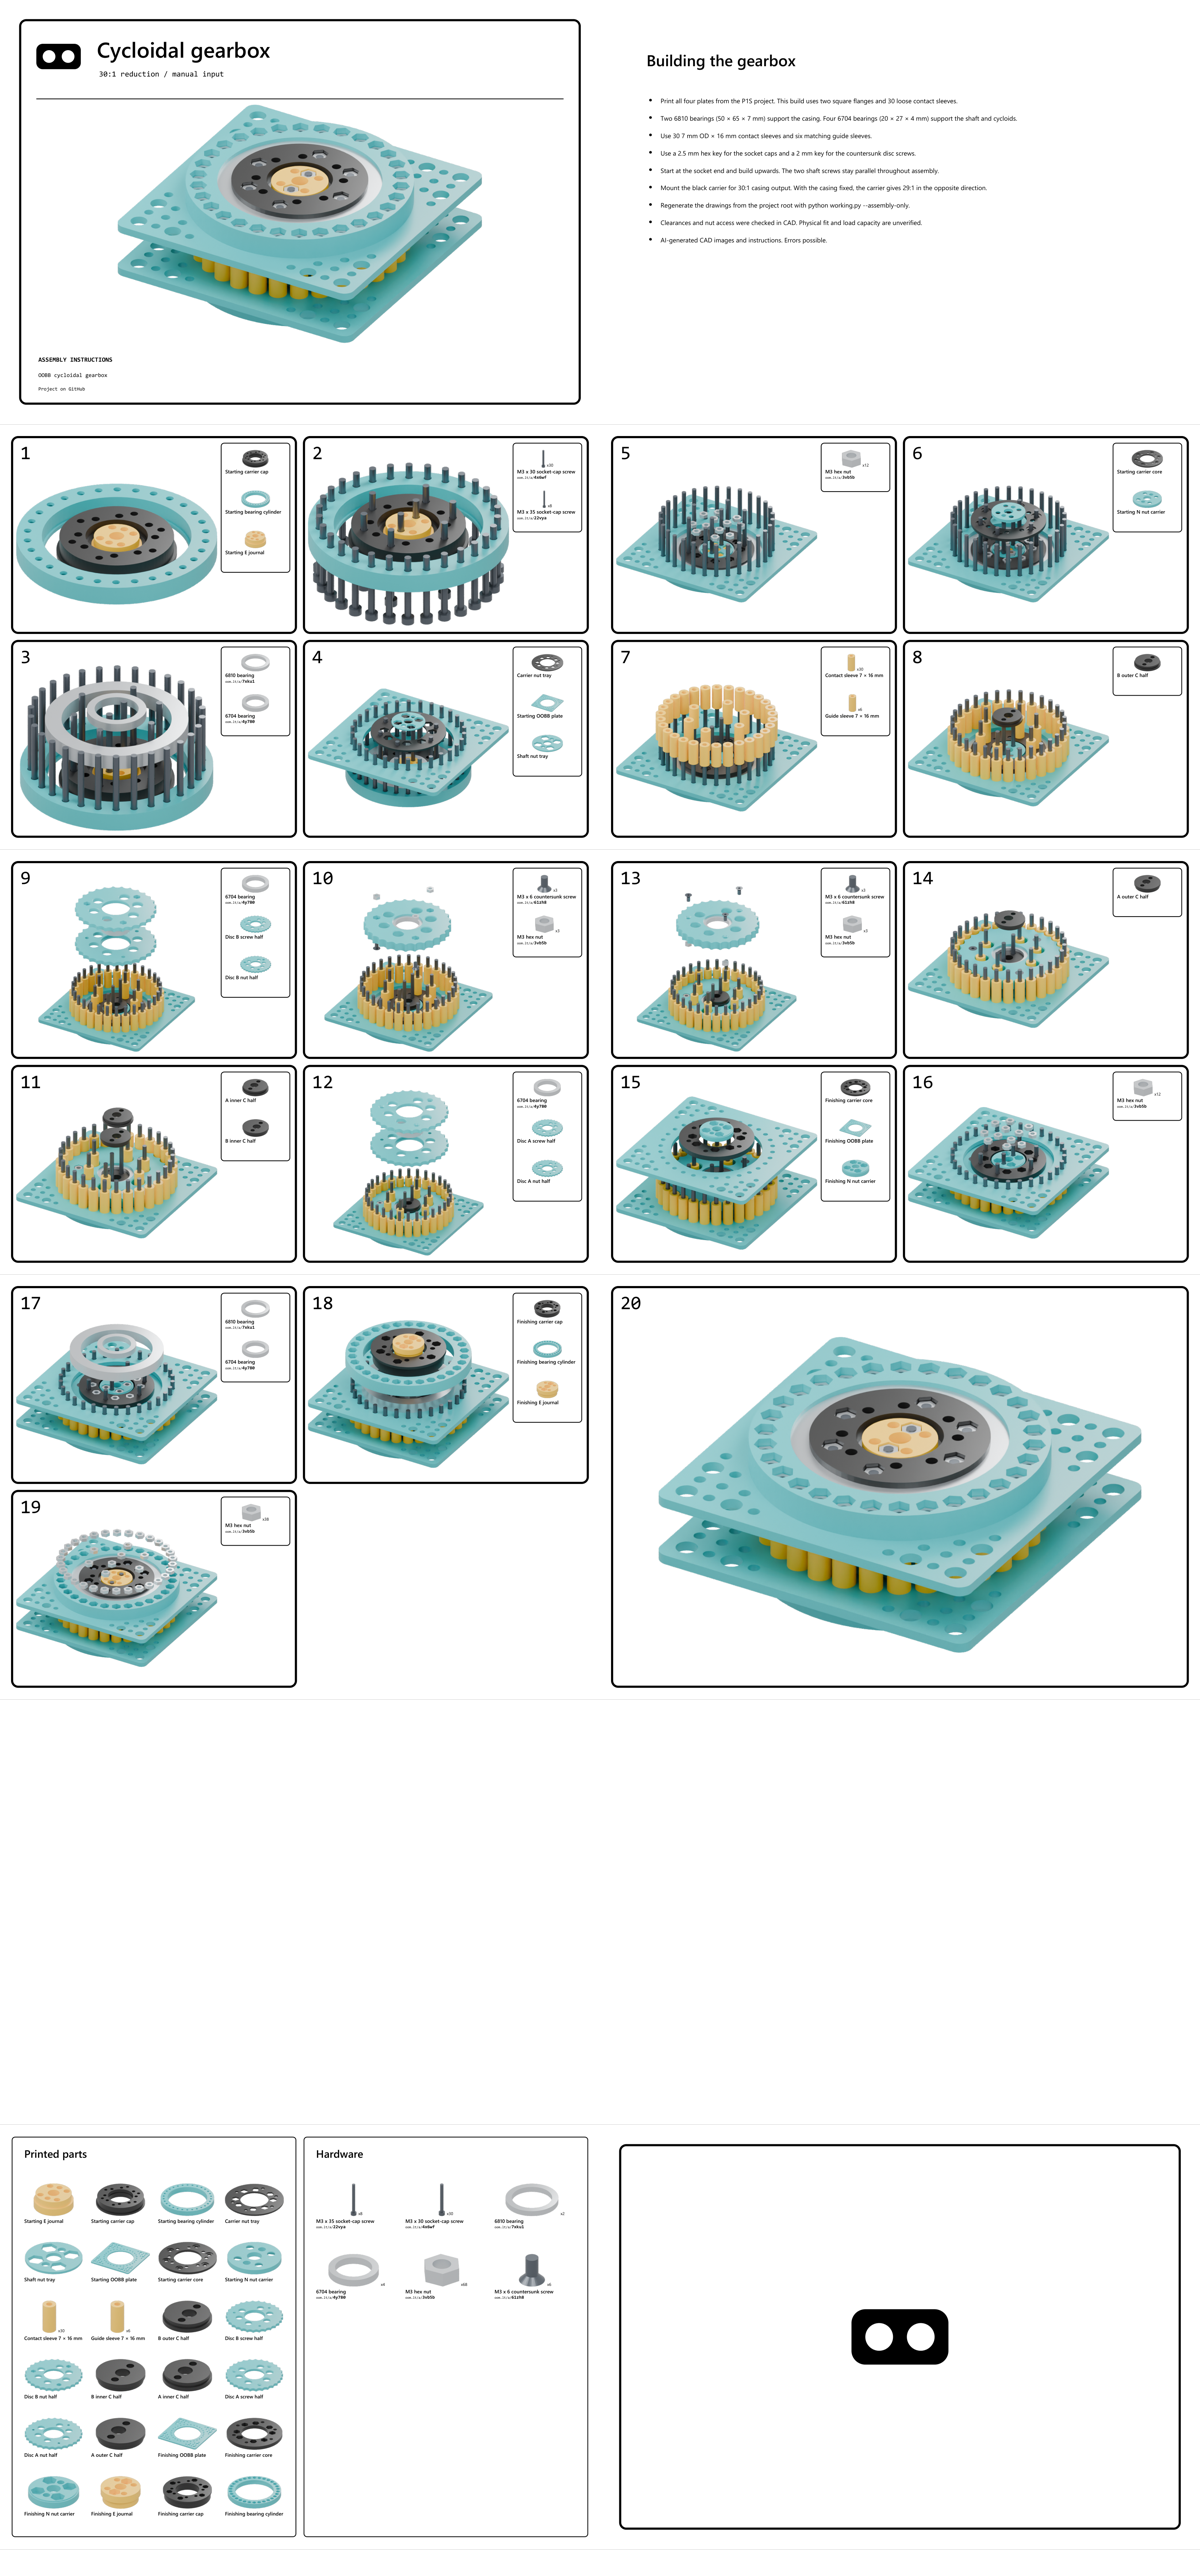 Cycloidal gearbox
30:1 reduction / manual input
ASSEMBLY INSTRUCTIONS
OOBB cycloidal gearbox
Project on GitHub
Building the gearbox
Print all four plates from the P1S project. This build uses two square flanges and 30 loose contact sleeves.
Two 6810 bearings (50 × 65 × 7 mm) support the casing. Four 6704 bearings (20 × 27 × 4 mm) support the shaft and cycloids.
Use 30 7 mm OD × 16 mm contact sleeves and six matching guide sleeves.
Use a 2.5 mm hex key for the socket caps and a 2 mm key for the countersunk disc screws.
Start at the socket end and build upwards. The two shaft screws stay parallel throughout assembly.
Mount the black carrier for 30:1 casing output. With the casing fixed, the carrier gives 29:1 in the opposite direction.
Regenerate the drawings from the project root with python working.py --assembly-only.
Clearances and nut access were checked in CAD. Physical fit and load capacity are unverified.
AI-generated CAD images and instructions. Errors possible.
1
Starting carrier cap
Starting bearing cylinder
Starting E journal
2
x30
M3 x 30 socket-cap screw
x8
M3 x 35 socket-cap screw
3
6810 bearing
6704 bearing
4
Carrier nut tray
Starting OOBB plate
Shaft nut tray
5
x12
M3 hex nut
6
Starting carrier core
Starting N nut carrier
7
x30
Contact sleeve 7 × 16 mm
x6
Guide sleeve 7 × 16 mm
8
B outer C half
9
6704 bearing
Disc B screw half
Disc B nut half
10
x3
M3 x 6 countersunk screw
x3
M3 hex nut
11
A inner C half
B inner C half
12
6704 bearing
Disc A screw half
Disc A nut half
13
x3
M3 x 6 countersunk screw
x3
M3 hex nut
14
A outer C half
15
Finishing carrier core
Finishing OOBB plate
Finishing N nut carrier
16
x12
M3 hex nut
17
6810 bearing
6704 bearing
18
Finishing carrier cap
Finishing bearing cylinder
Finishing E journal
19
x38
M3 hex nut
20
Printed parts
Starting E journal
Starting carrier cap
Starting bearing cylinder
Carrier nut tray
Shaft nut tray
Starting OOBB plate
Starting carrier core
Starting N nut carrier
x30
Contact sleeve 7 × 16 mm
x6
Guide sleeve 7 × 16 mm
B outer C half
Disc B screw half
Disc B nut half
B inner C half
A inner C half
Disc A screw half
Disc A nut half
A outer C half
Finishing OOBB plate
Finishing carrier core
Finishing N nut carrier
Finishing E journal
Finishing carrier cap
Finishing bearing cylinder
Hardware
x8
M3 x 35 socket-cap screw
x30
M3 x 30 socket-cap screw
x2
6810 bearing
x4
6704 bearing
x68
M3 hex nut
x6
M3 x 6 countersunk screw